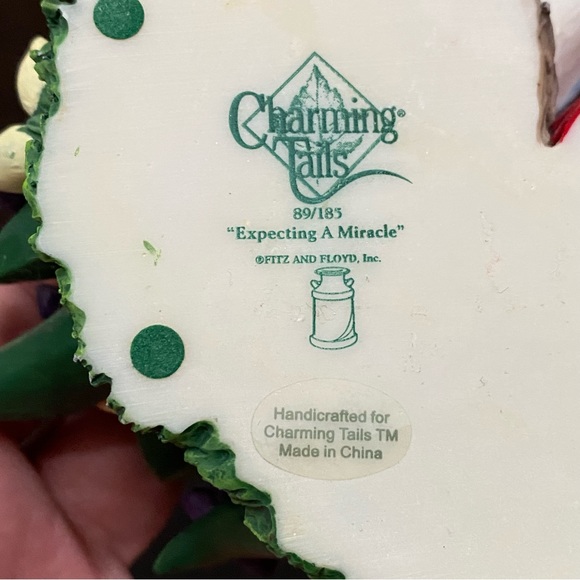 Charming®
Tails
89/185
"Expecting A Miracle"
®FITZ AND FLOYD, Inc.
Handicrafted for
Charming Tails TM
Made in China